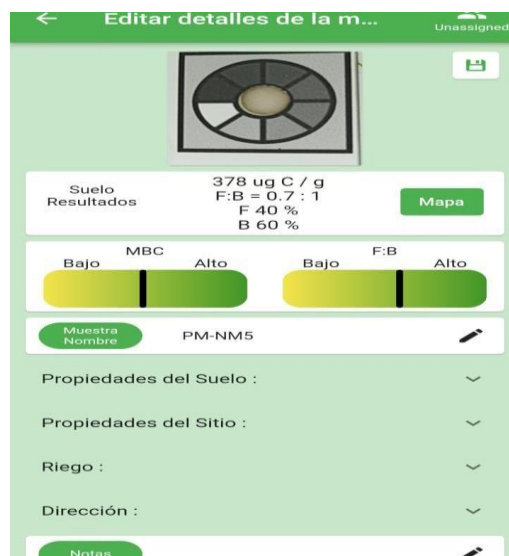 Editar detalles de la m...
Unassigned
Suelo
Resultados
378 ug C / g
F:B = 0.7 : 1
F 40 %
B 60 %
Mapa
MBC
Bajo
Alto
F:B
Bajo
Alto
Muestra
Nombre
PM-NM5
Propiedades del Suelo :
Propiedades del Sitio :
Riego :
Dirección :
Notas